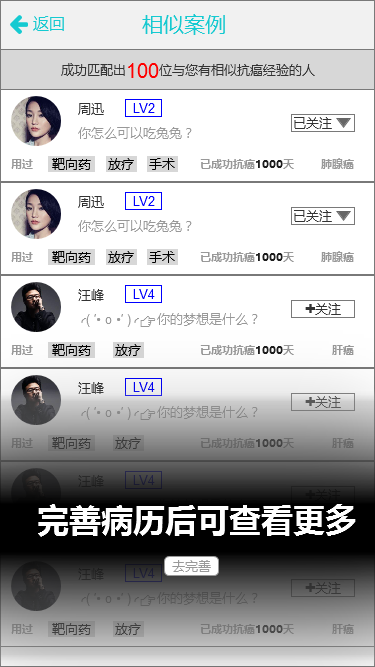 返回
相似案例
成功匹配出100位与您有相似抗癌经验的人
周迅 LV2
你怎么可以吃兔兔？
已关注
用过 靶向药 放疗 手术 已成功抗癌1000天 肺腺癌
周迅 LV2
你怎么可以吃兔兔？
已关注
用过 靶向药 放疗 手术 已成功抗癌1000天 肺腺癌
汪峰 LV4
╭( ′• o •′ )╭☞你的梦想是什么？
+关注
用过 靶向药 放疗 已成功抗癌1000天 肝癌
汪峰 LV4
╭( ′• o •′ )╭☞你的梦想是什么？
+关注
用过 靶向药 放疗 已成功抗癌1000天 肝癌
汪峰 LV4
+关注
完善病历后可查看更多
去完善
汪峰 LV4
╭( ′• o •′ )╭☞你的梦想是什么？
+关注
用过 靶向药 放疗 已成功抗癌1000天 肝癌